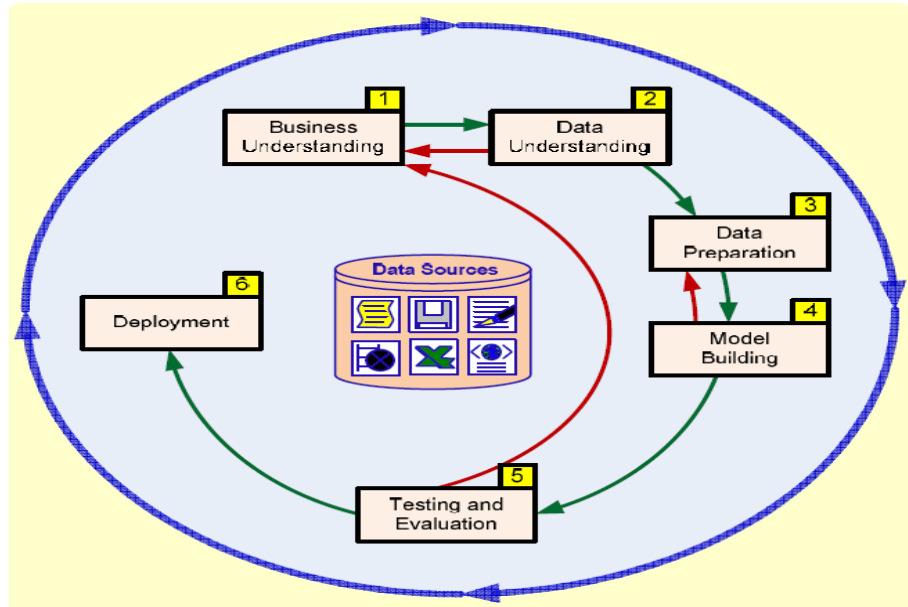 1
Business
Understanding
2
Data
Understanding
3
Data
Preparation
Data Sources
6
Deployment
4
Model
Building
5
Testing and
Evaluation